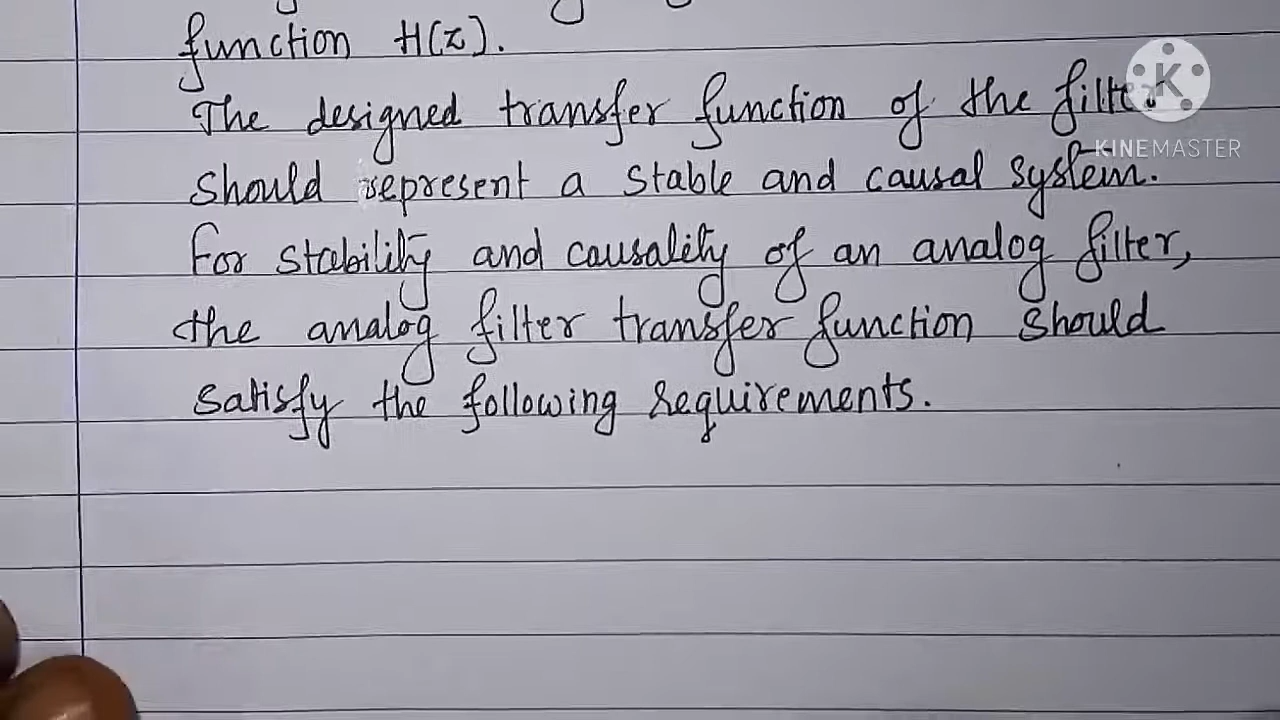 function H(z).
The designed transfer function of the filter
should represent a stable and causal system.
For stability and causality of an analog filter,
the analog filter transfer function should
satisfy the following requirements.
K
KINEMASTER